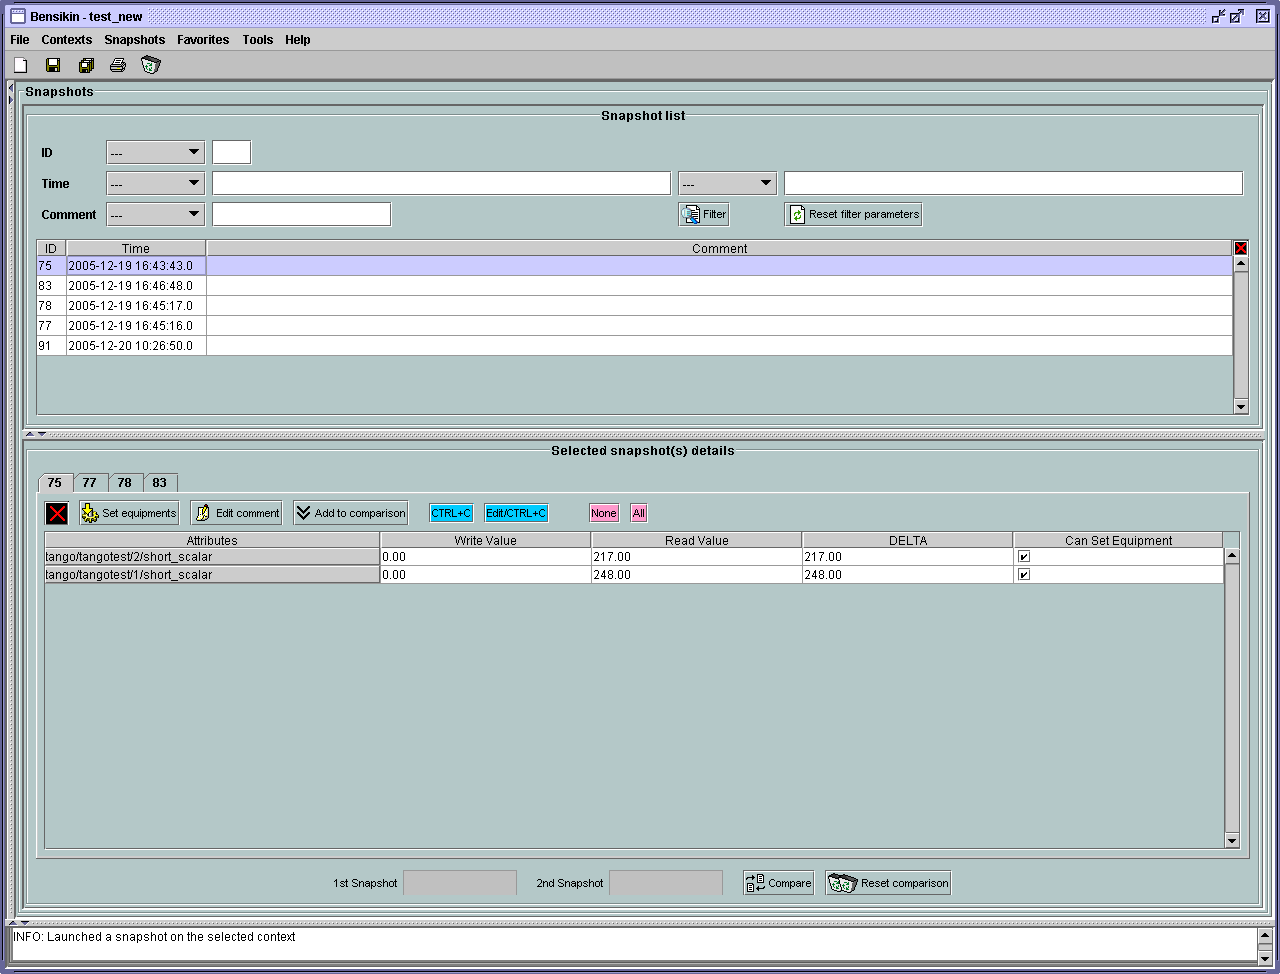 Bensikin - test_new
File Contexts Snapshots Favorites Tools Help
Snapshots
Snapshot list
ID ---
Time --- ---
Comment --- Filter Reset filter parameters
ID Time Comment
75 2005-12-19 16:43:43.0
83 2005-12-19 16:46:48.0
78 2005-12-19 16:45:17.0
77 2005-12-19 16:45:16.0
91 2005-12-20 10:26:50.0
Selected snapshot(s) details
75 77 78 83
Set equipments Edit comment Add to comparison CTRL+C Edit/CTRL+C None All
Attributes Write Value Read Value DELTA Can Set Equipment
tango/tangotest/2/short_scalar 0.00 217.00 217.00
tango/tangotest/1/short_scalar 0.00 248.00 248.00
1st Snapshot 2nd Snapshot Compare Reset comparison
INFO: Launched a snapshot on the selected context